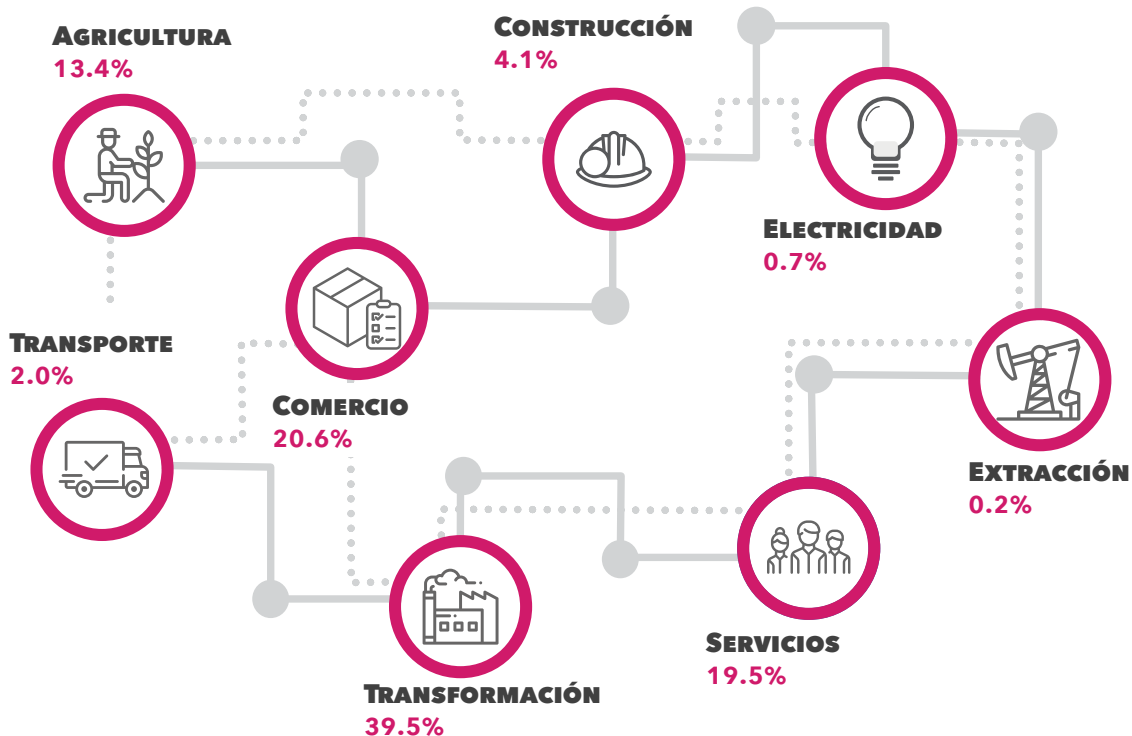 AGRICULTURA
13.4%
CONSTRUCCIÓN
4.1%
ELECTRICIDAD
0.7%
TRANSPORTE
2.0%
COMERCIO
20.6%
EXTRACCIÓN
0.2%
SERVICIOS
19.5%
TRANSFORMACIÓN
39.5%